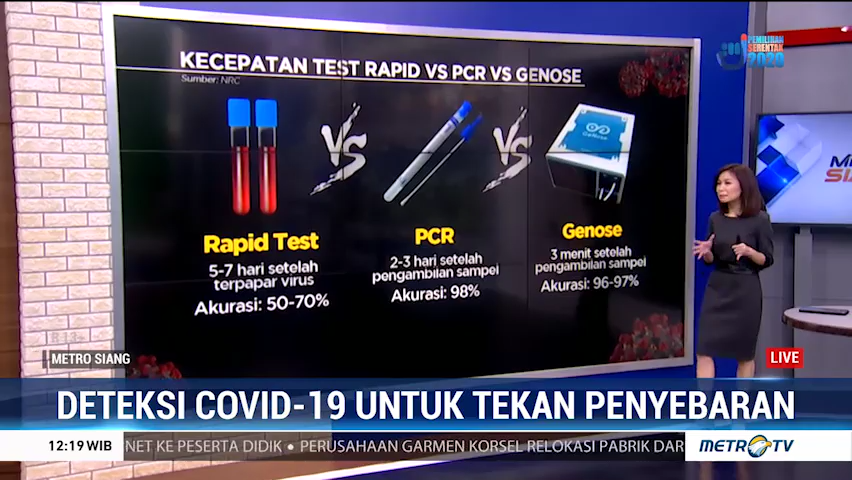 PEMILIHAN
SERENTAK
2020
KECEPATAN TEST RAPID VS PCR VS GENOSE
Sumber: NRC
VS
VS
GeNose
Rapid Test
5-7 hari setelah
terpapar virus
Akurasi: 50-70%
PCR
2-3 hari setelah
pengambilan sampel
Akurasi: 98%
Genose
3 menit setelah
pengambilan sampel
Akurasi: 96-97%
SIA
METRO SIANG
LIVE
DETEKSI COVID-19 UNTUK TEKAN PENYEBARAN
12:19 WIB
NET KE PESERTA DIDIK • PERUSAHAAN GARMEN KORSEL RELOKASI PABRIK DAR
METRO TV